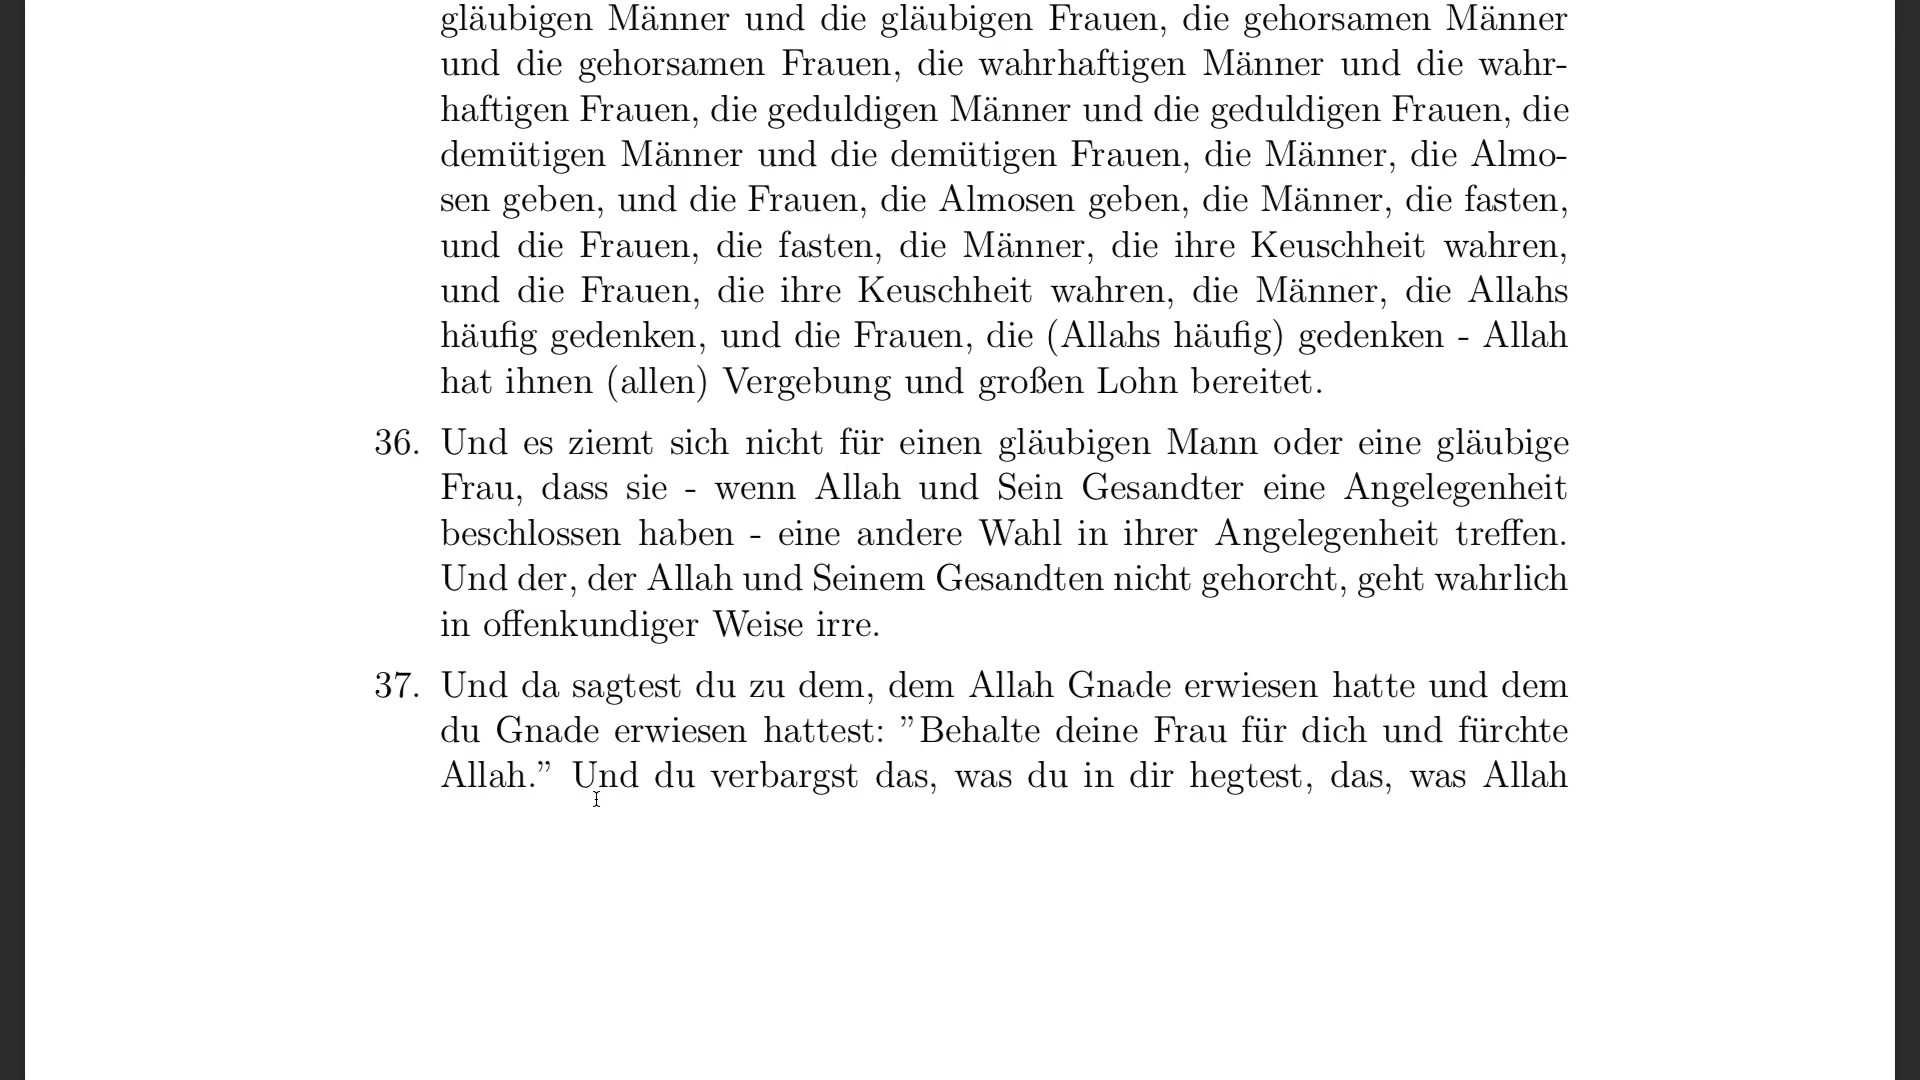 gläubigen Männer und die gläubigen Frauen, die gehorsamen Männer
und die gehorsamen Frauen, die wahrhaftigen Männer und die wahr-
haftigen Frauen, die geduldigen Männer und die geduldigen Frauen, die
demütigen Männer und die demütigen Frauen, die Männer, die Almo-
sen geben, und die Frauen, die Almosen geben, die Männer, die fasten,
und die Frauen, die fasten, die Männer, die ihre Keuschheit wahren,
und die Frauen, die ihre Keuschheit wahren, die Männer, die Allahs
häufig gedenken, und die Frauen, die (Allahs häufig) gedenken - Allah
hat ihnen (allen) Vergebung und großen Lohn bereitet.
36. Und es ziemt sich nicht für einen gläubigen Mann oder eine gläubige
Frau, dass sie - wenn Allah und Sein Gesandter eine Angelegenheit
beschlossen haben - eine andere Wahl in ihrer Angelegenheit treffen.
Und der, der Allah und Seinem Gesandten nicht gehorcht, geht wahrlich
in offenkundiger Weise irre.
37. Und da sagtest du zu dem, dem Allah Gnade erwiesen hatte und dem
du Gnade erwiesen hattest: ”Behalte deine Frau für dich und fürchte
Allah.” Und du verbargst das, was du in dir hegtest, das, was Allah